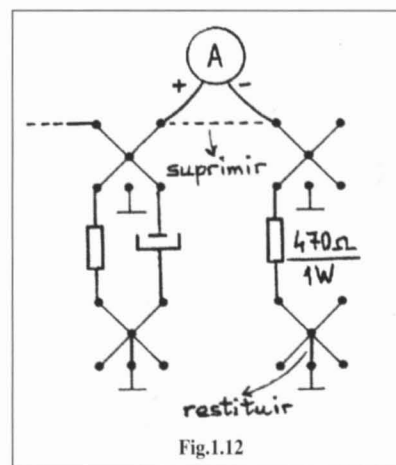 A
+ -
suprimir
470Ω
1W
restituir
Fig.1.12